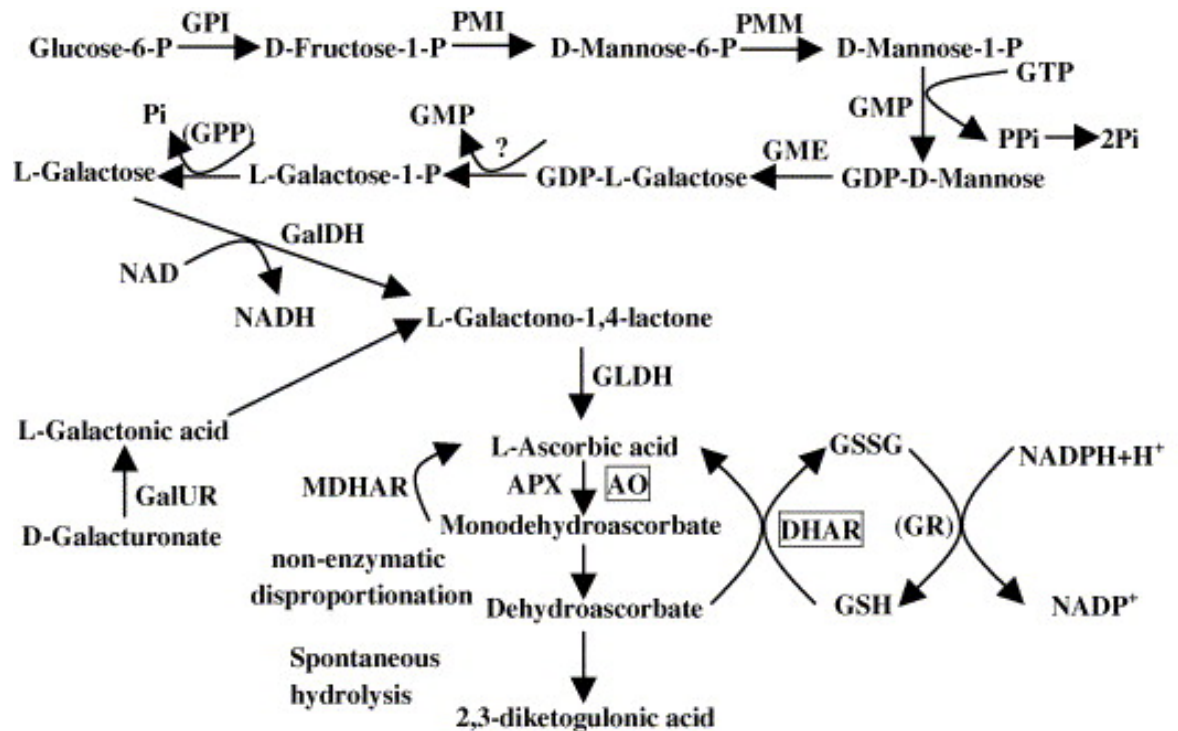 GPI PMI PMM
Glucose-6-P D-Fructose-1-P D-Mannose-6-P D-Mannose-1-P
GTP
Pi GMP GMP
(GPP) ? PPi 2Pi
GME
L-Galactose L-Galactose-1-P GDP-L-Galactose GDP-D-Mannose
GalDH
NAD
NADH L-Galactono-1,4-lactone
GLDH
L-Galactonic acid
L-Ascorbic acid GSSG NADPH+H⁺
GalUR MDHAR APX AO
D-Galacturonate Monodehydroascorbate DHAR (GR)
non-enzymatic
disproportionation Dehydroascorbate GSH NADP⁺
Spontaneous
hydrolysis
2,3-diketogulonic acid